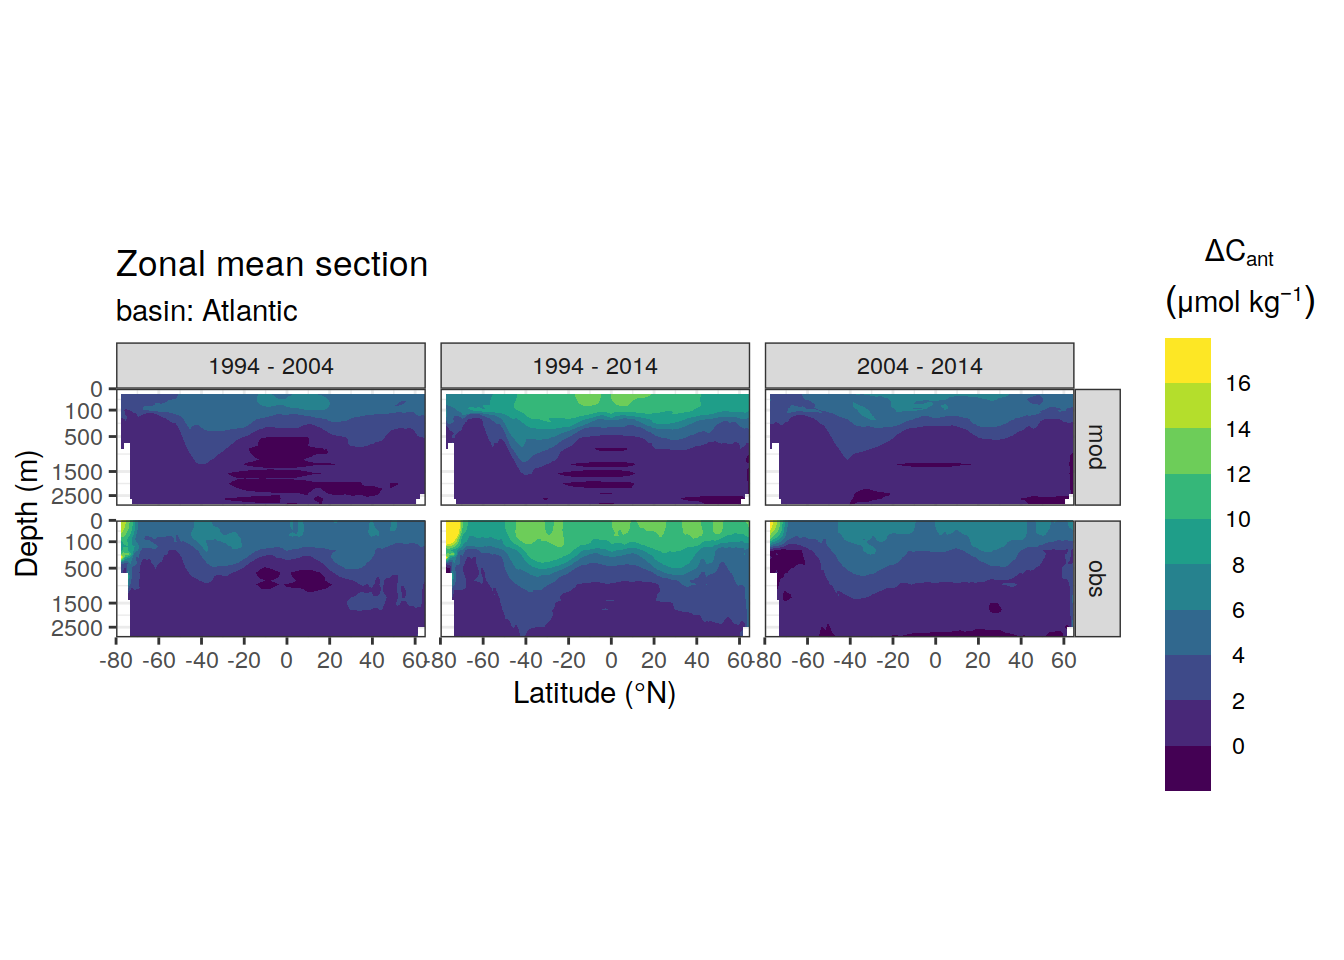 Zonal mean section
basin: Atlantic
1994 - 2004 1994 - 2014 2004 - 2014
Depth (m)
0
100
500
1500
2500
mod
0
100
500
1500
2500
obs
-80 -60 -40 -20 0 20 40 60 -80 -60 -40 -20 0 20 40 60 -80 -60 -40 -20 0 20 40 60
Latitude (°N)
ΔCant
(μmol kg⁻¹)
16
14
12
10
8
6
4
2
0